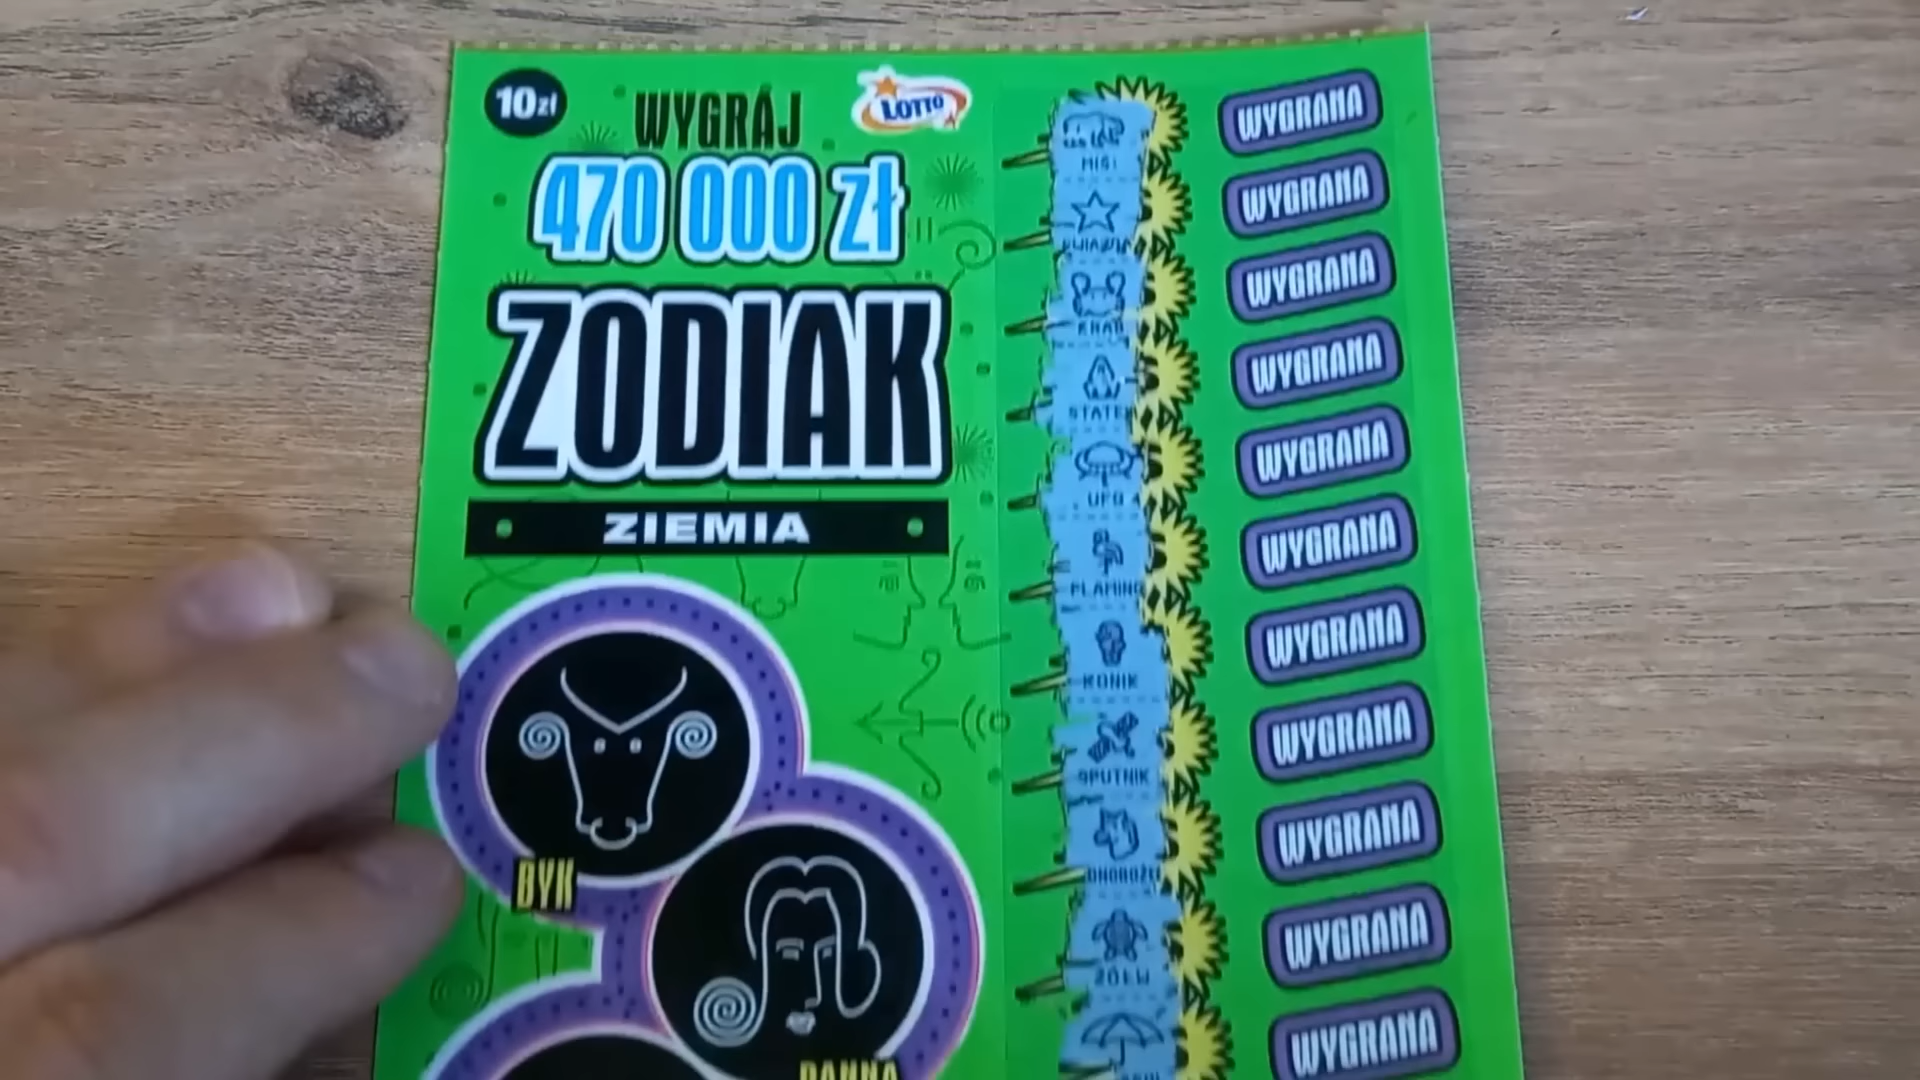 10zł
WYGRAJ
LOTTO
470 000 zł
ZODIAK
ZIEMIA
BYK
PANNA
MIŚ
KRAB
STATEK
UFO
FLAMING
KONIK
SPUTNIK
ŻÓŁW
WYGRANA
WYGRANA
WYGRANA
WYGRANA
WYGRANA
WYGRANA
WYGRANA
WYGRANA
WYGRANA
WYGRANA
WYGRANA